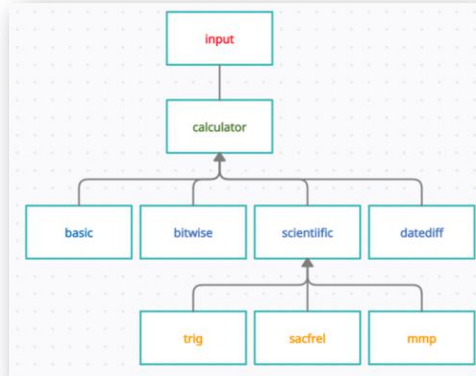 input
calculator
basic
bitwise
scientiific
datediff
trig
sacfrel
mmp